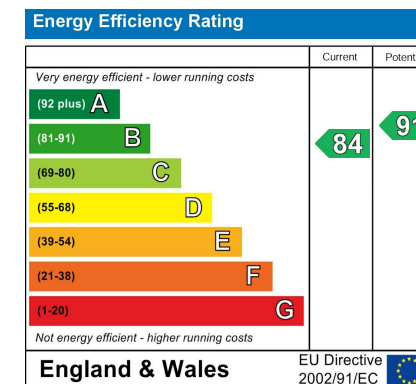 Energy Efficiency Rating
Current Potent
Very energy efficient - lower running costs
(92 plus) A
(81-91) B
84
91
(69-80) C
(55-68) D
(39-54) E
(21-38) F
(1-20) G
Not energy efficient - higher running costs
England & Wales
EU Directive
2002/91/EC